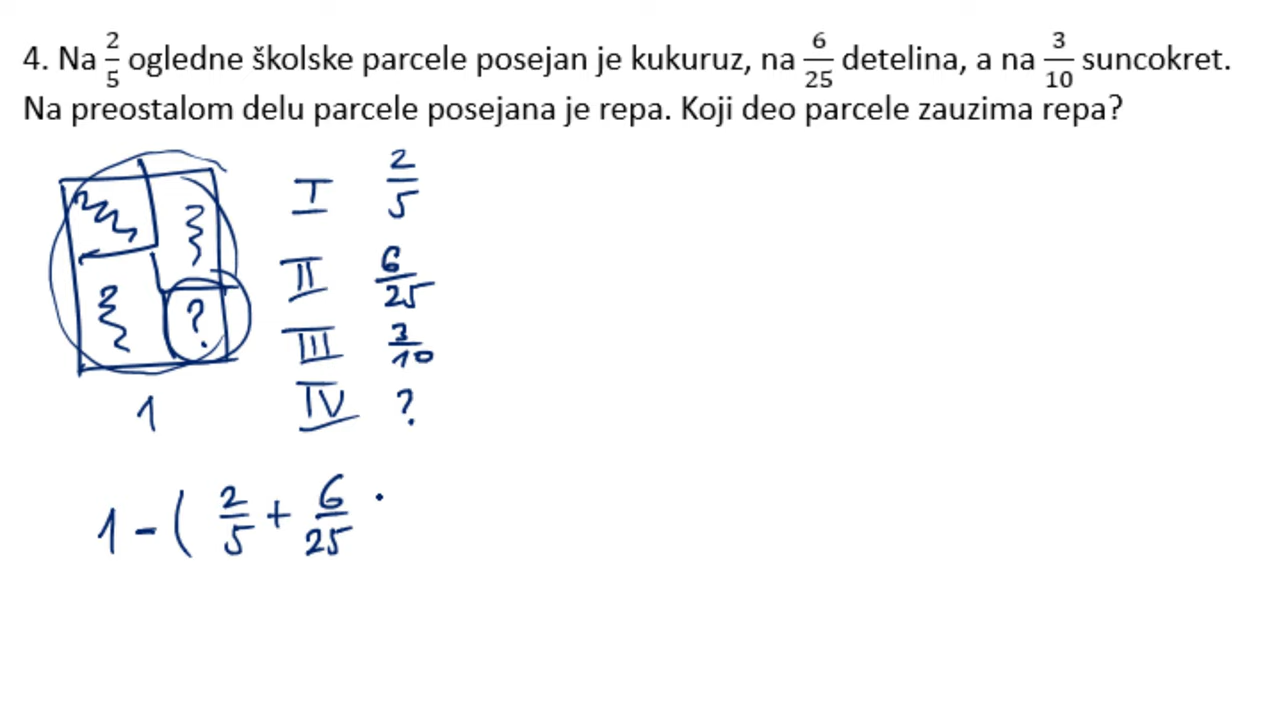 4. Na 2/5 ogledne školske parcele posejan je kukuruz, na 6/25 detelina, a na 3/10 suncokret.
Na preostalom delu parcele posejana je repa. Koji deo parcele zauzima repa?
I 2/5
II 6/25
? III 3/10
1 IV ?
1 - ( 2/5 + 6/25